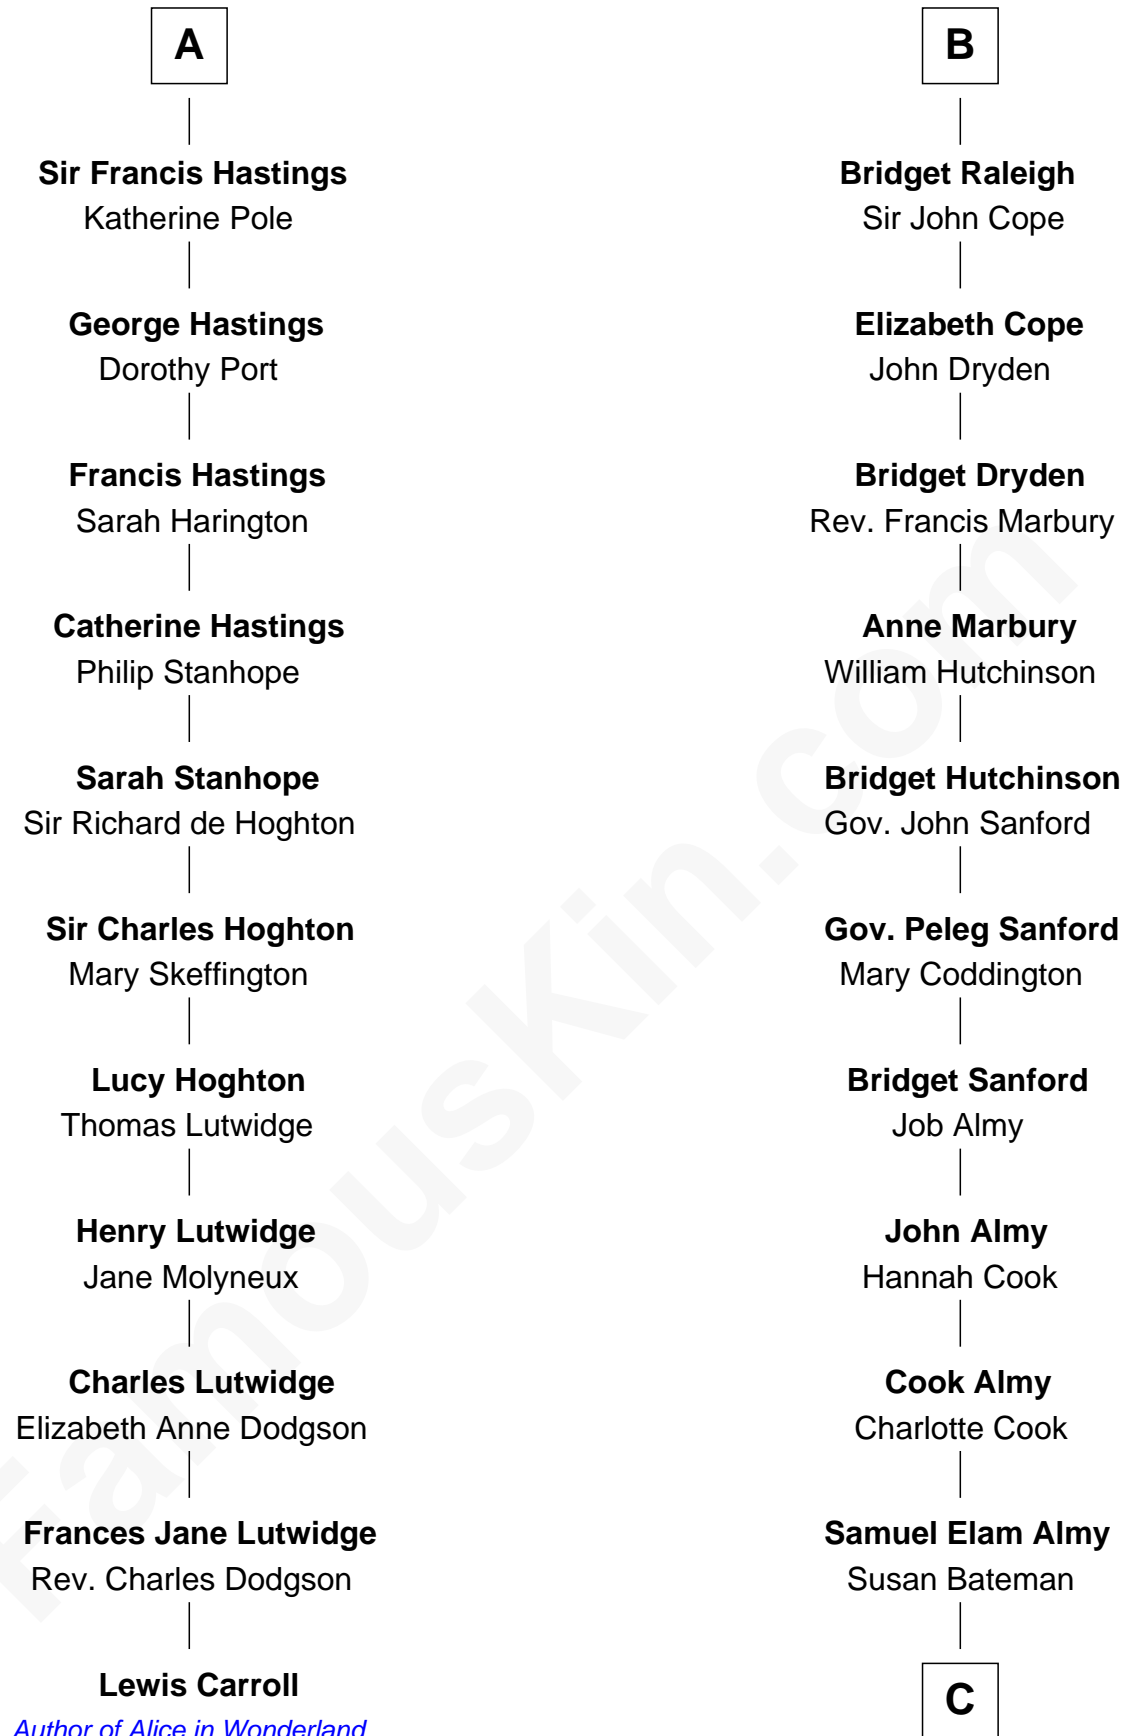 A
Sir Francis Hastings
Katherine Pole
George Hastings
Dorothy Port
Francis Hastings
Sarah Harington
Catherine Hastings
Philip Stanhope
Sarah Stanhope
Sir Richard de Hoghton
Sir Charles Hoghton
Mary Skeffington
Lucy Hoghton
Thomas Lutwidge
Henry Lutwidge
Jane Molyneux
Charles Lutwidge
Elizabeth Anne Dodgson
Frances Jane Lutwidge
Rev. Charles Dodgson
Lewis Carroll
Author of Alice in Wonderland
B
Bridget Raleigh
Sir John Cope
Elizabeth Cope
John Dryden
Bridget Dryden
Rev. Francis Marbury
Anne Marbury
William Hutchinson
Bridget Hutchinson
Gov. John Sanford
Gov. Peleg Sanford
Mary Coddington
Bridget Sanford
Job Almy
John Almy
Hannah Cook
Cook Almy
Charlotte Cook
Samuel Elam Almy
Susan Bateman
C
FamousKin.com